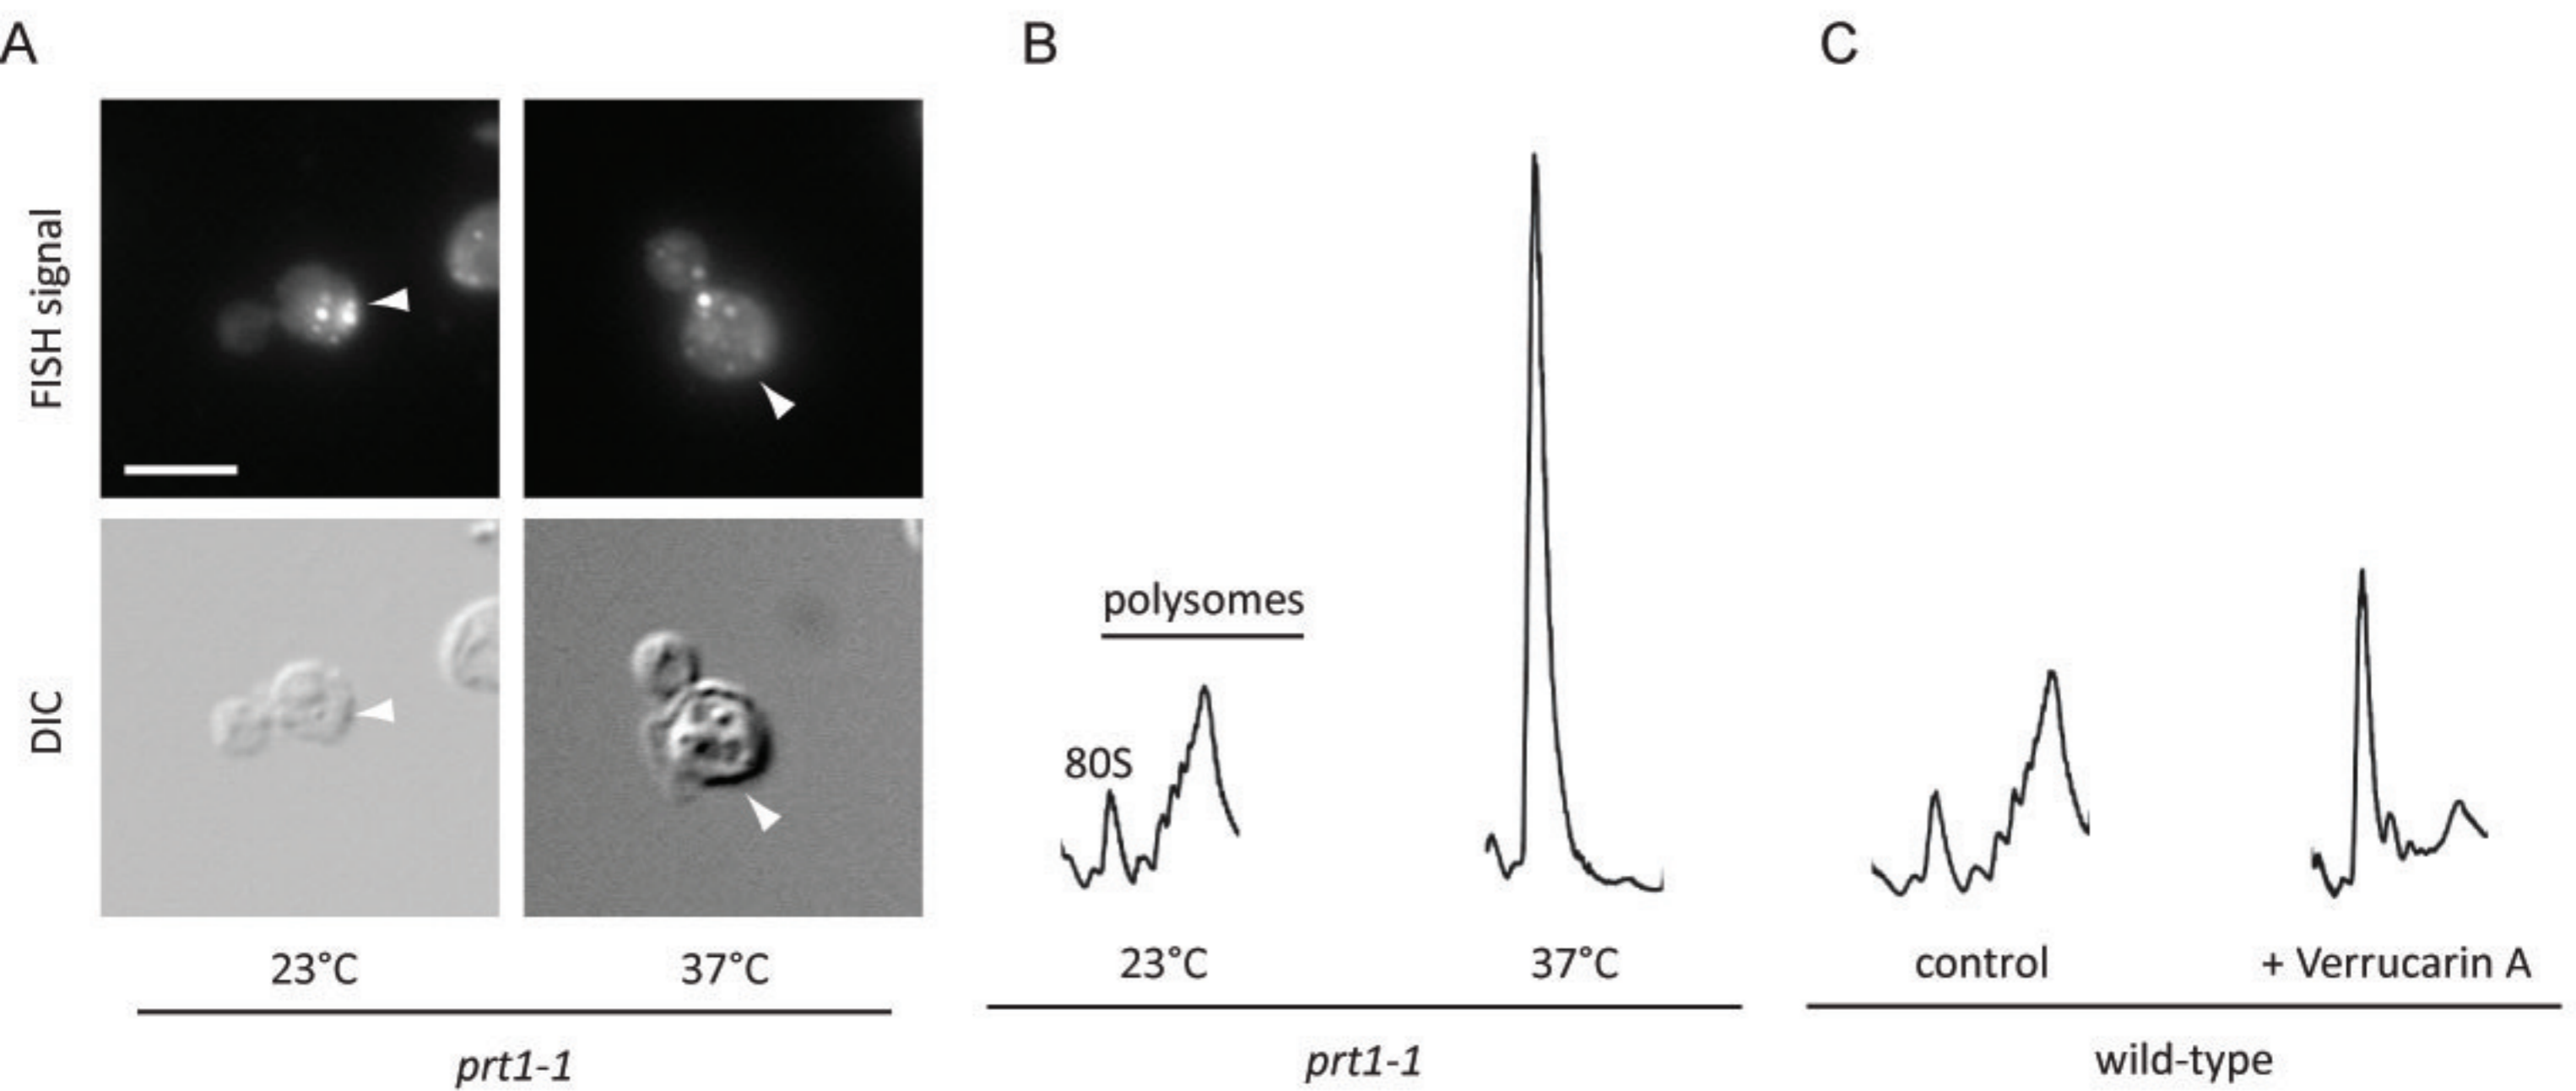 A
B
C
FISH signal
DIC
23°C
37°C
prt1-1
polysomes
80S
23°C
37°C
prt1-1
control
+ Verrucarin A
wild-type